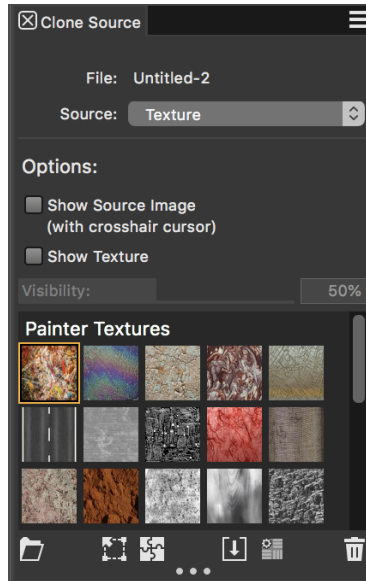 Clone Source
File: Untitled-2
Source: Texture
Options:
Show Source Image
(with crosshair cursor)
Show Texture
Visibility: 50%
Painter Textures